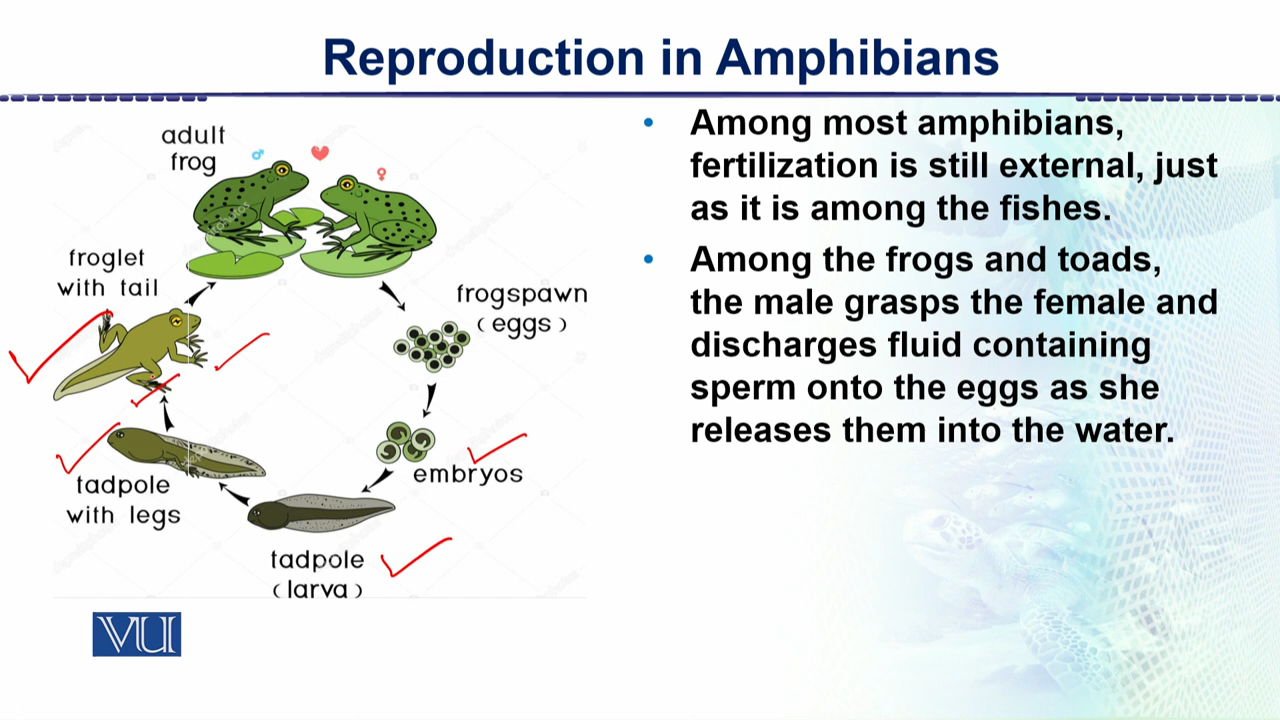 Reproduction in Amphibians
adult
frog
froglet
with tail
frogspawn
(eggs)
embryos
tadpole
with legs
tadpole
(larva)
VU
• Among most amphibians,
fertilization is still external, just
as it is among the fishes.
• Among the frogs and toads,
the male grasps the female and
discharges fluid containing
sperm onto the eggs as she
releases them into the water.